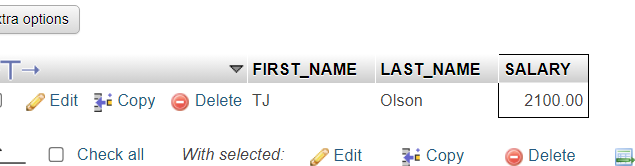 xtra options
FIRST_NAME LAST_NAME SALARY
Edit Copy Delete TJ Olson 2100.00
Check all With selected: Edit Copy Delete